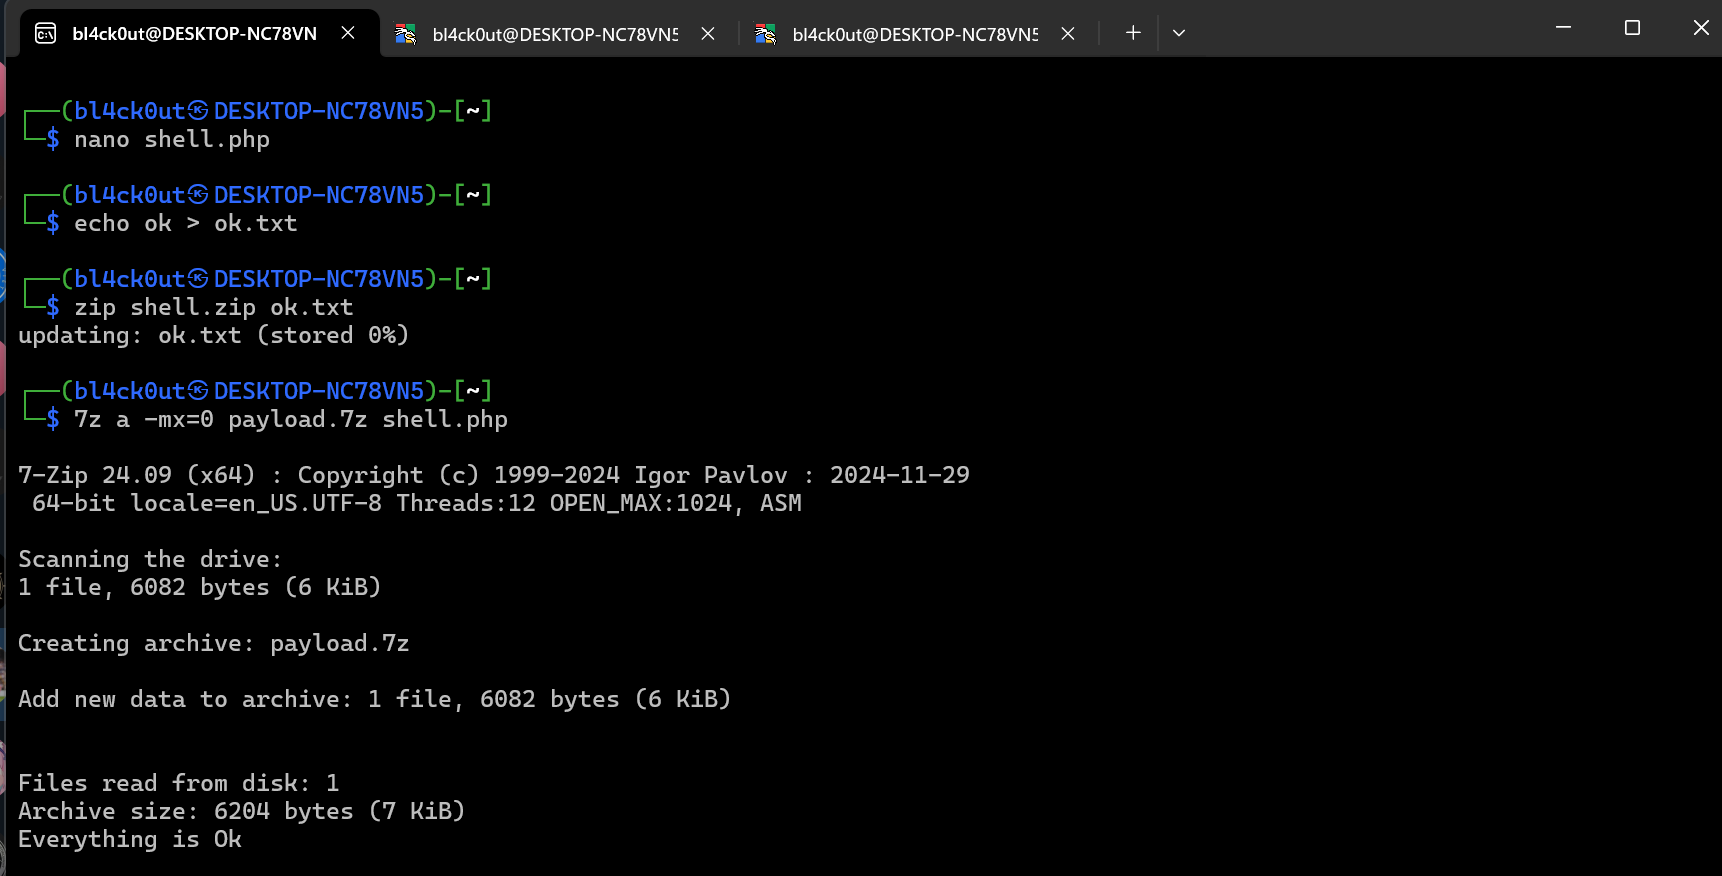 bl4ck0ut@DESKTOP-NC78VN
bl4ck0ut@DESKTOP-NC78VN5
bl4ck0ut@DESKTOP-NC78VN5
┌──(bl4ck0ut㉿DESKTOP-NC78VN5)-[~]
└─$ nano shell.php
┌──(bl4ck0ut㉿DESKTOP-NC78VN5)-[~]
└─$ echo ok > ok.txt
┌──(bl4ck0ut㉿DESKTOP-NC78VN5)-[~]
└─$ zip shell.zip ok.txt
updating: ok.txt (stored 0%)
┌──(bl4ck0ut㉿DESKTOP-NC78VN5)-[~]
└─$ 7z a -mx=0 payload.7z shell.php
7-Zip 24.09 (x64) : Copyright (c) 1999-2024 Igor Pavlov : 2024-11-29
64-bit locale=en_US.UTF-8 Threads:12 OPEN_MAX:1024, ASM
Scanning the drive:
1 file, 6082 bytes (6 KiB)
Creating archive: payload.7z
Add new data to archive: 1 file, 6082 bytes (6 KiB)
Files read from disk: 1
Archive size: 6204 bytes (7 KiB)
Everything is Ok